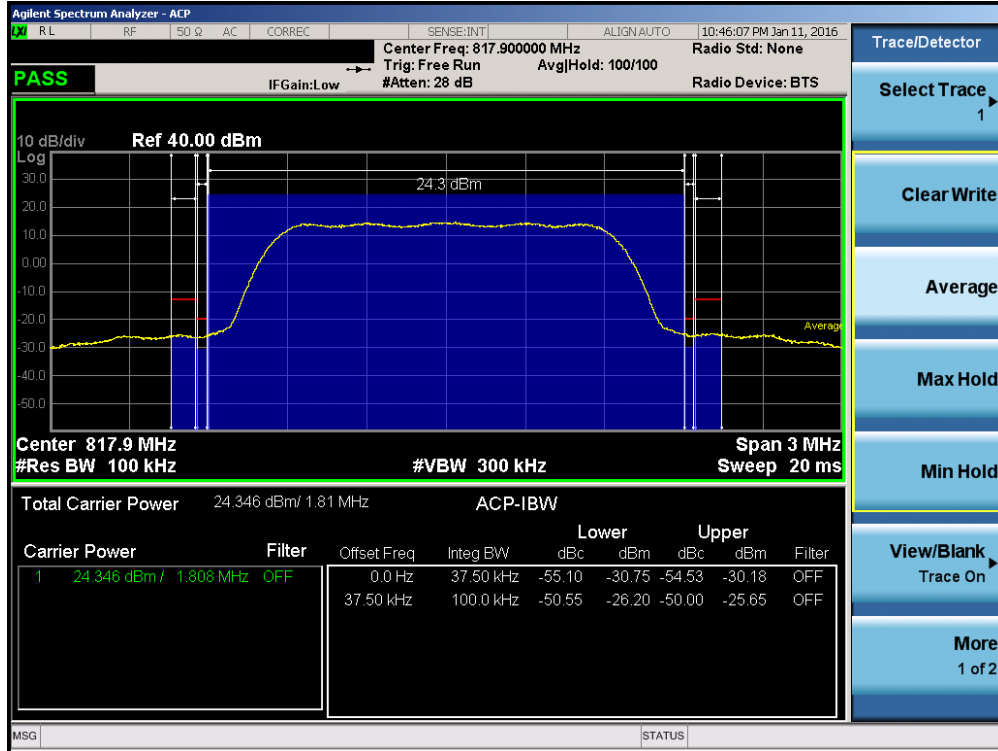 Agilent Spectrum Analyzer - ACP
LXI RL RF 50 Ω AC CORREC SENSE:INT ALIGN AUTO 10:46:07 PM Jan 11, 2016
Center Freq: 817.900000 MHz Radio Std: None
Trig: Free Run Avg|Hold: 100/100
PASS IFGain:Low #Atten: 28 dB Radio Device: BTS
10 dB/div Ref 40.00 dBm
Log
30.0
24.3 dBm
20.0
10.0
0.00
-10.0
-20.0
Average
-30.0
-40.0
-50.0
Center 817.9 MHz Span 3 MHz
#Res BW 100 kHz #VBW 300 kHz Sweep 20 ms
Total Carrier Power 24.346 dBm/ 1.81 MHz ACP-IBW
Lower Upper
Carrier Power Filter Offset Freq Integ BW dBc dBm dBc dBm Filter
1 24.346 dBm / 1.808 MHz OFF 0.0 Hz 37.50 kHz -55.10 -30.75 -54.53 -30.18 OFF
37.50 kHz 100.0 kHz -50.55 -26.20 -50.00 -25.65 OFF
MSG STATUS
Trace/Detector
Select Trace
1
Clear Write
Average
Max Hold
Min Hold
View/Blank
Trace On
More
1 of 2